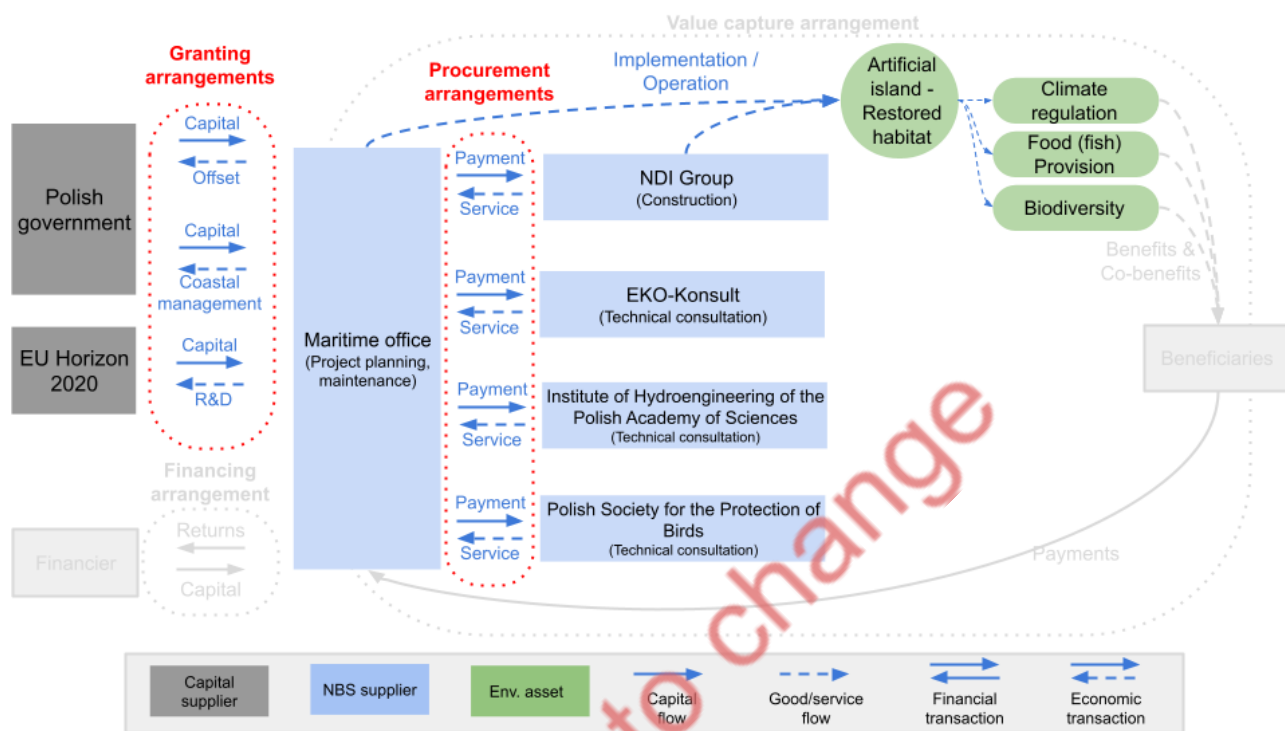 Value capture arrangement
Granting
arrangements
Procurement
arrangements
Implementation /
Operation
Artificial
island -
Restored
habitat
Climate
regulation
Food (fish)
Provision
Biodiversity
Benefits &
Co-benefits
Beneficiaries
Payments
Polish
government
EU Horizon
2020
Capital
Offset
Capital
Coastal
management
Capital
R&D
Financing
arrangement
Returns
Capital
Financier
Maritime office
(Project planning,
maintenance)
Payment
Service
NDI Group
(Construction)
Payment
Service
EKO-Konsult
(Technical consultation)
Payment
Service
Institute of Hydroengineering of the
Polish Academy of Sciences
(Technical consultation)
Payment
Service
Polish Society for the Protection of
Birds
(Technical consultation)
to change
Capital
supplier
NBS supplier
Env. asset
Capital
flow
Good/service
flow
Financial
transaction
Economic
transaction